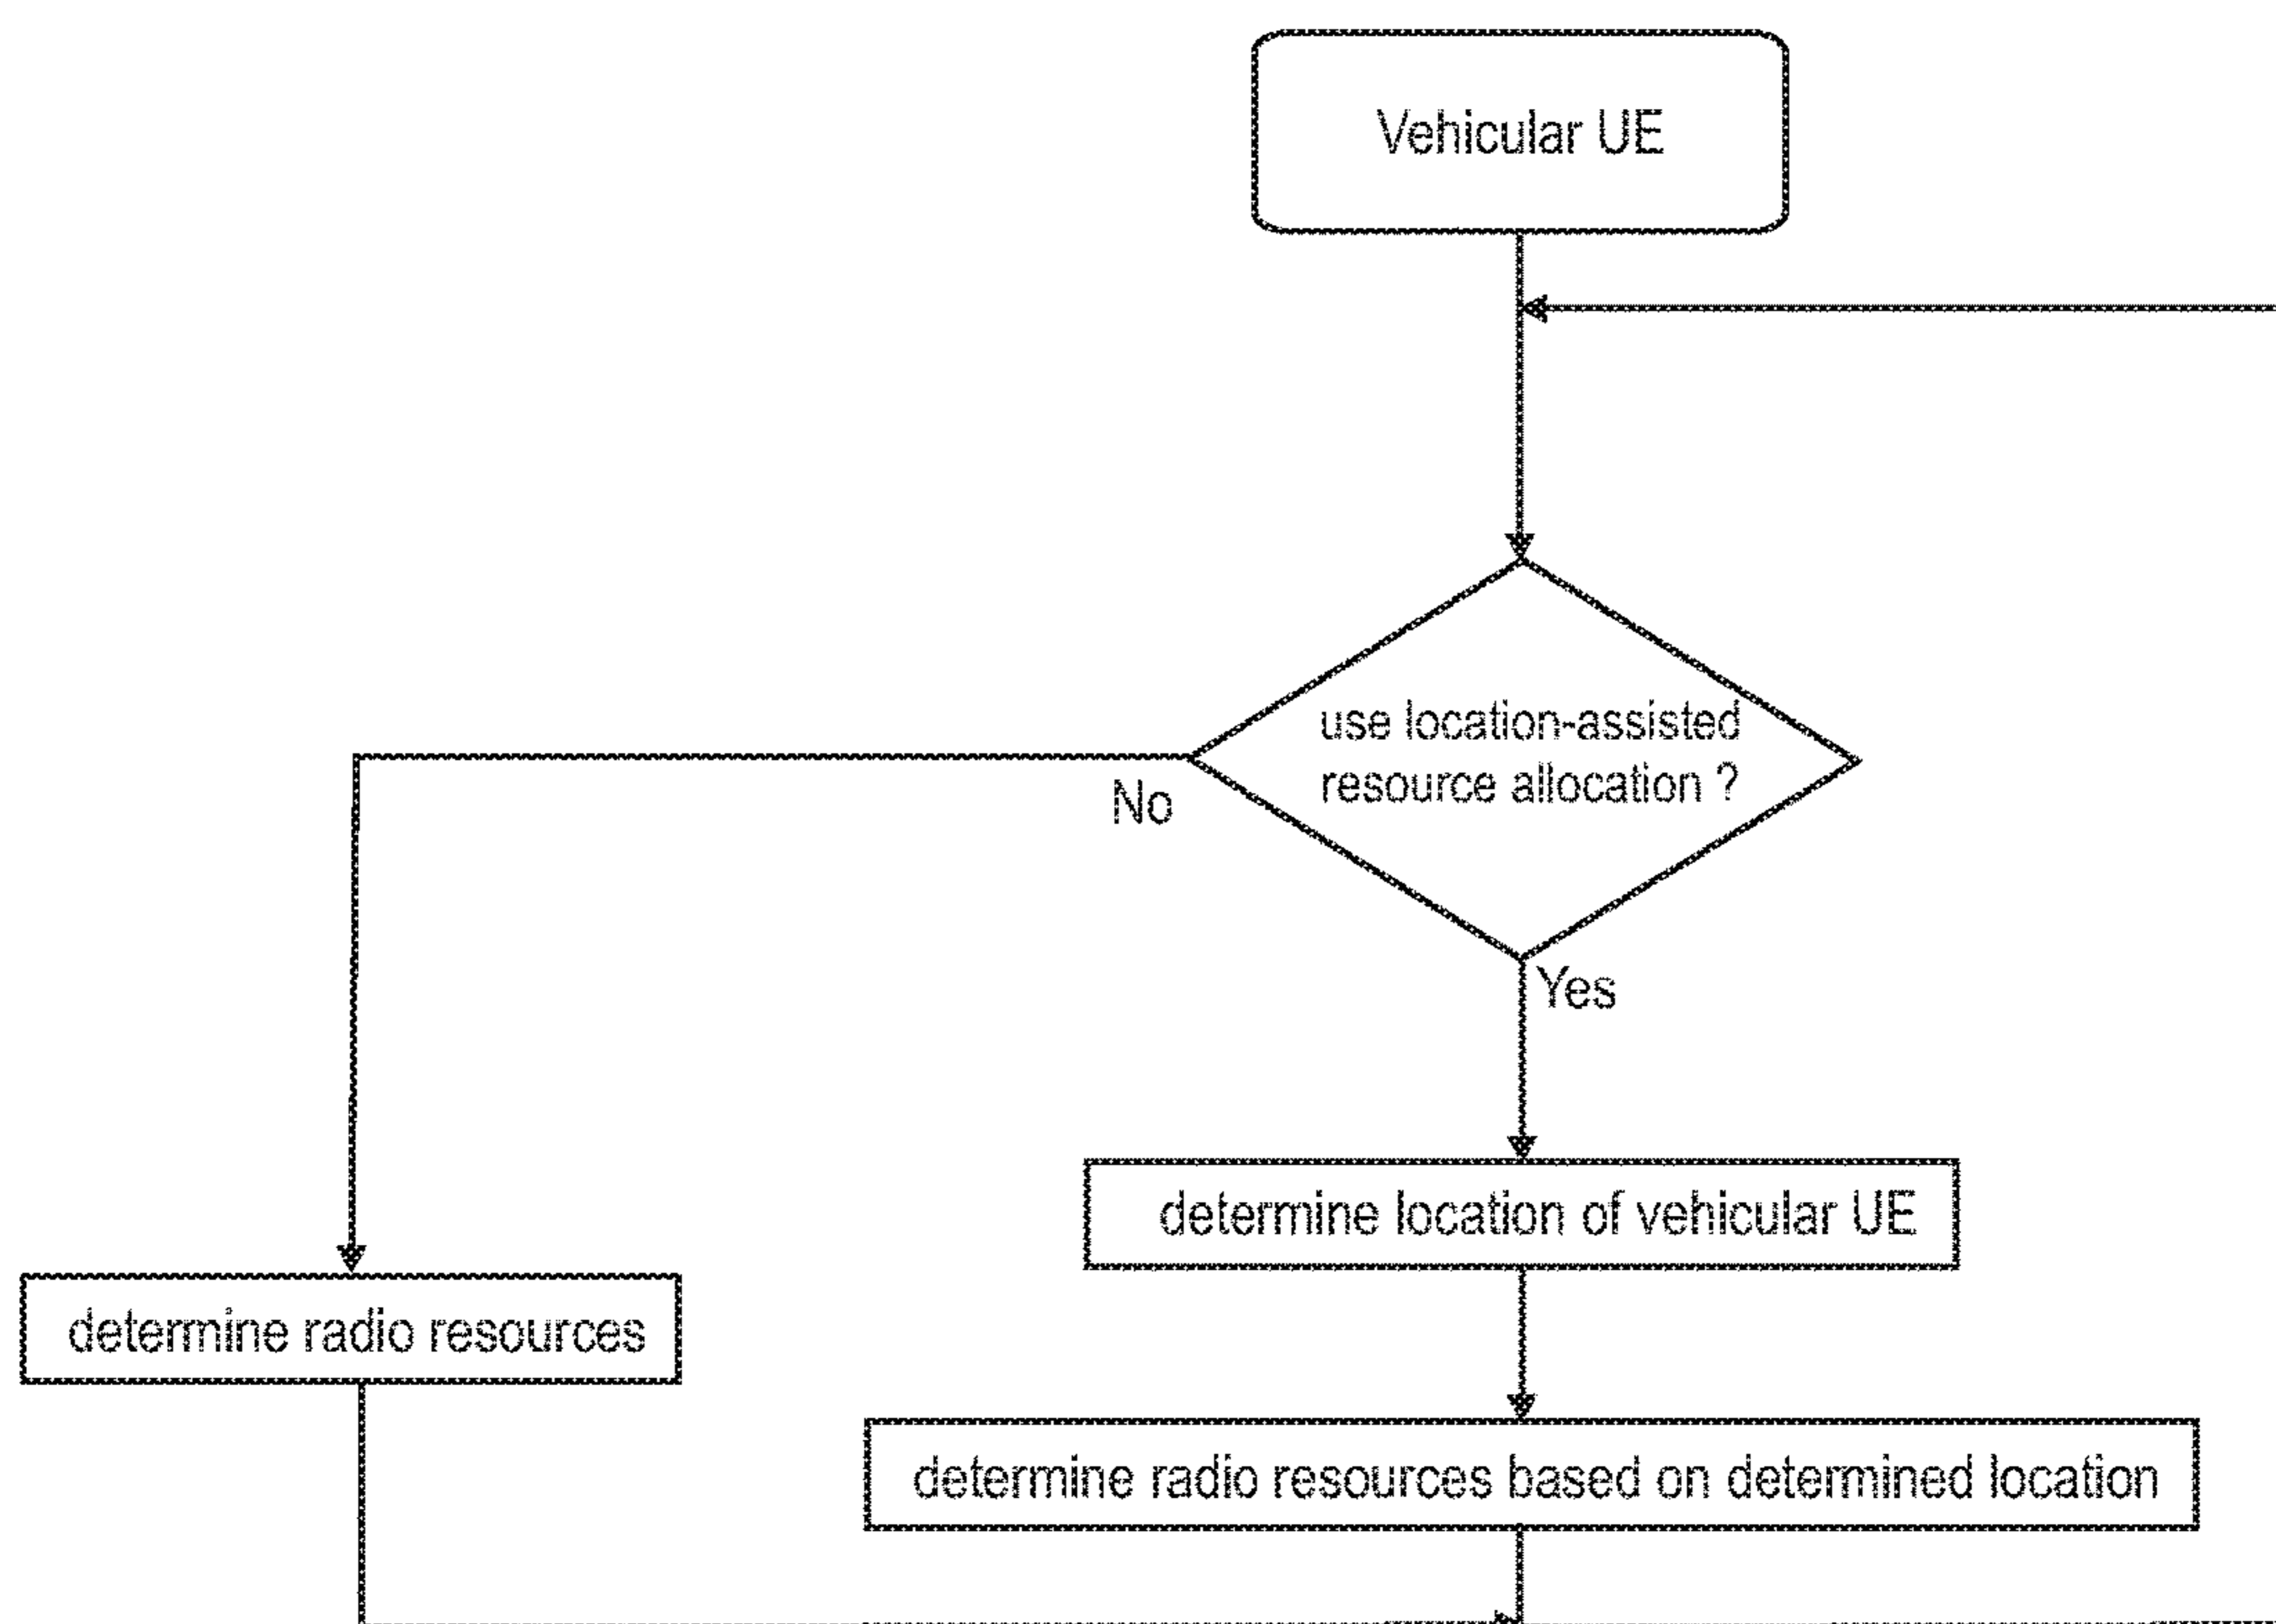 Vehicular UE
use location-assisted
resource allocation ?
No
Yes
determine location of vehicular UE
determine radio resources
determine radio resources based on determined location